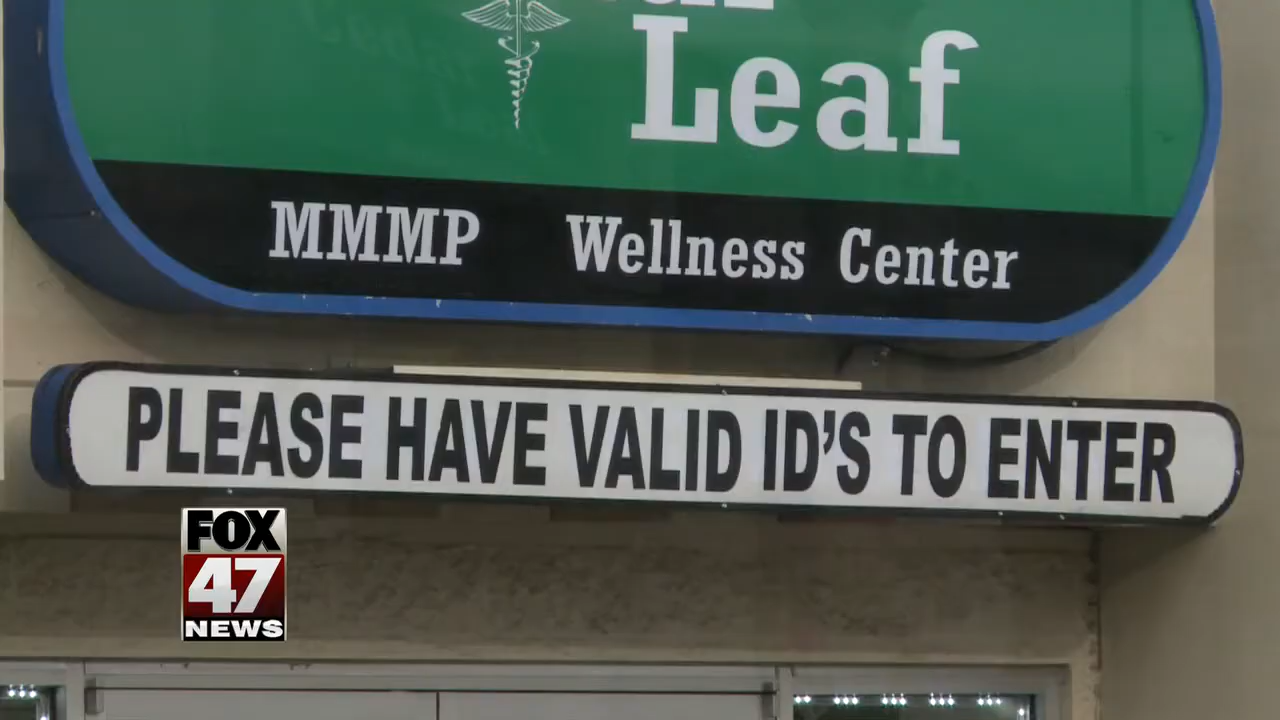 Leaf
MMMP Wellness Center
PLEASE HAVE VALID ID'S TO ENTER
FOX
47
NEWS